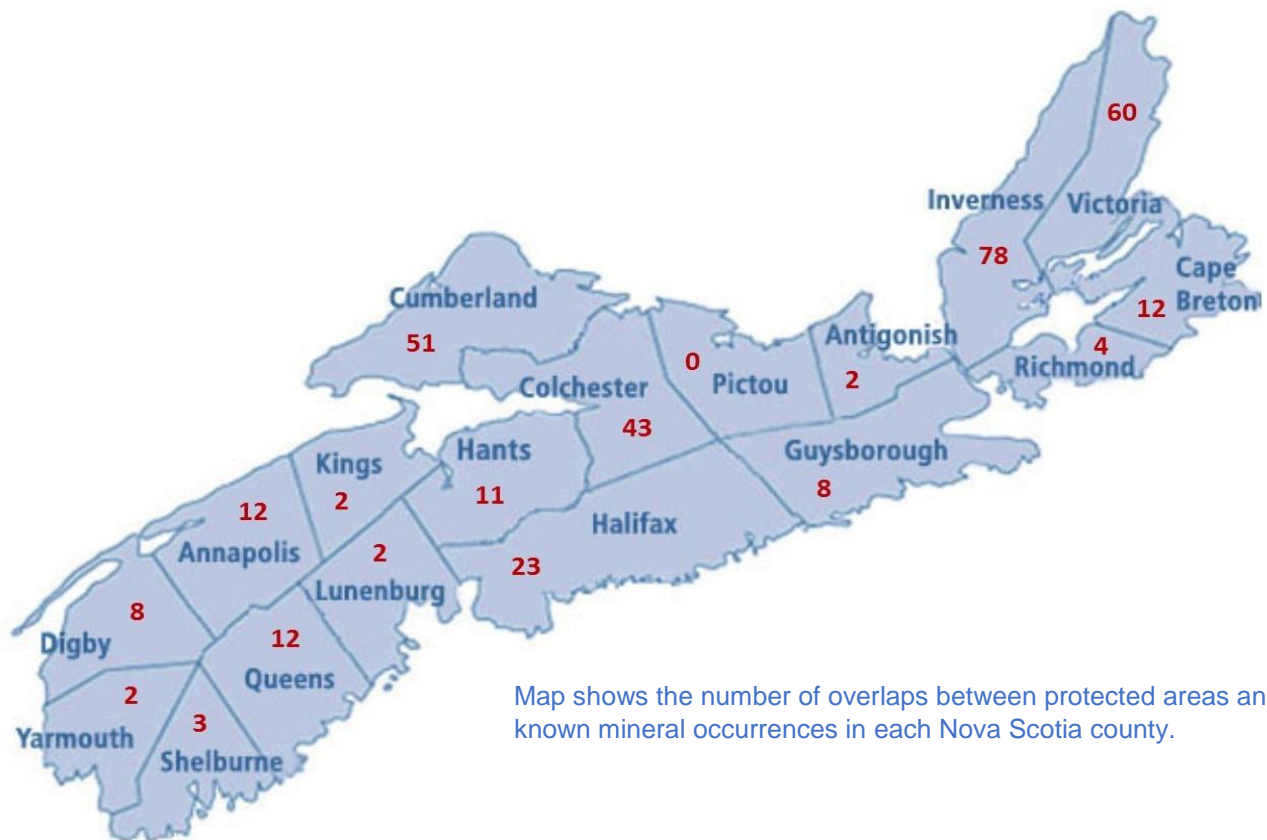 60
Inverness
Victoria
78
Cape
Breton
12
Cumberland
51
Antigonish
4
Richmond
0
Pictou
2
Colchester
43
Guysborough
8
Kings
2
Hants
11
Halifax
23
12
Annapolis
2
Lunenburg
8
Digby
12
Queens
2
Yarmouth
3
Shelburne
Map shows the number of overlaps between protected areas an
known mineral occurrences in each Nova Scotia county.